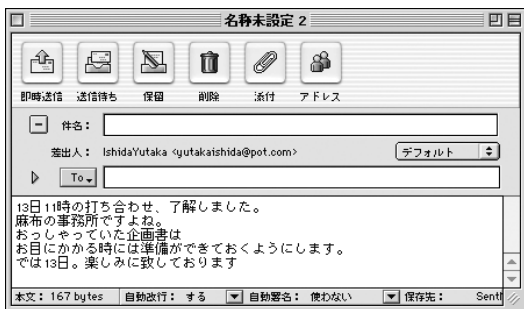 名称未設定 2
即時送信 送信待ち 保留 削除 添付 アドレス
件名:
差出人: IshidaYutaka <yutakaishida@pot.com> デフォルト
To
13日11時の打ち合わせ、了解しました。
麻布の事務所ですよね。
おっしゃっていた企画書は
お目にかかる時には準備ができておくようにします。
では13日。楽しみに致しております
本文: 167 bytes 自動改行: する 自動署名: 使わない 保存先: Sent